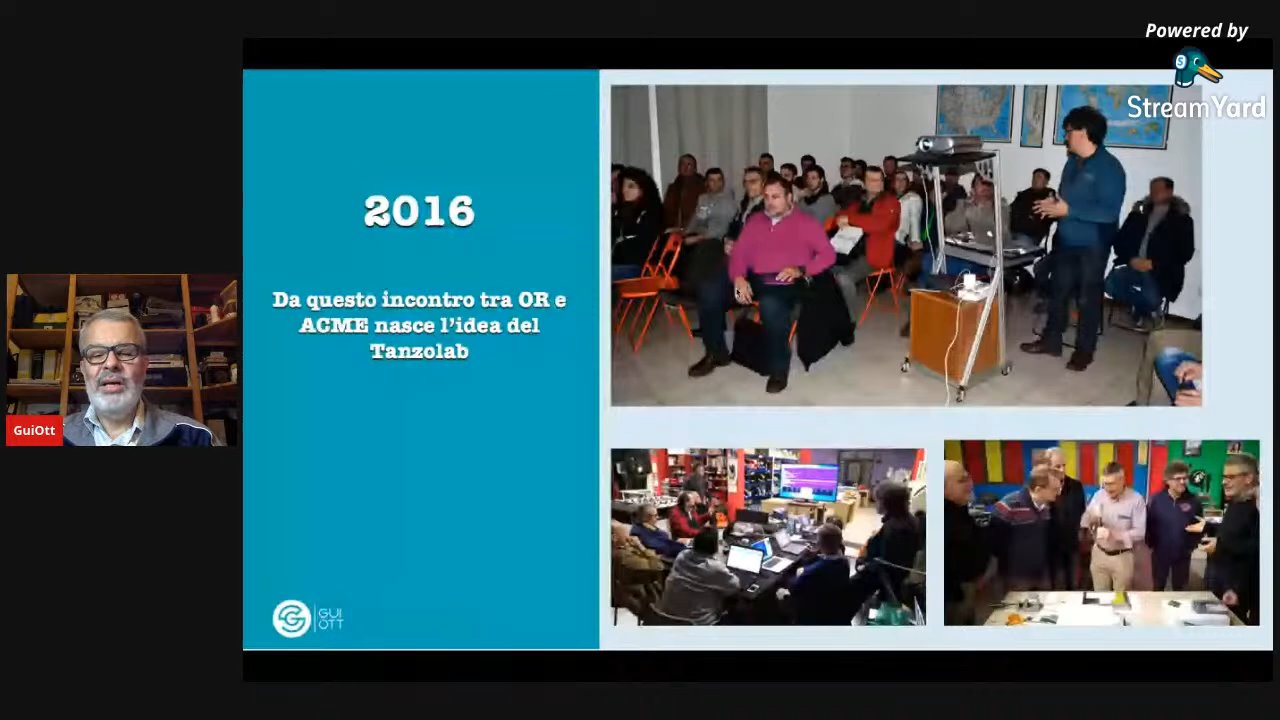 Powered by
StreamYard
2016
Da questo incontro tra OR e
ACME nasce l'idea del
Tanzolab
GuiOtt
GUI
OTT